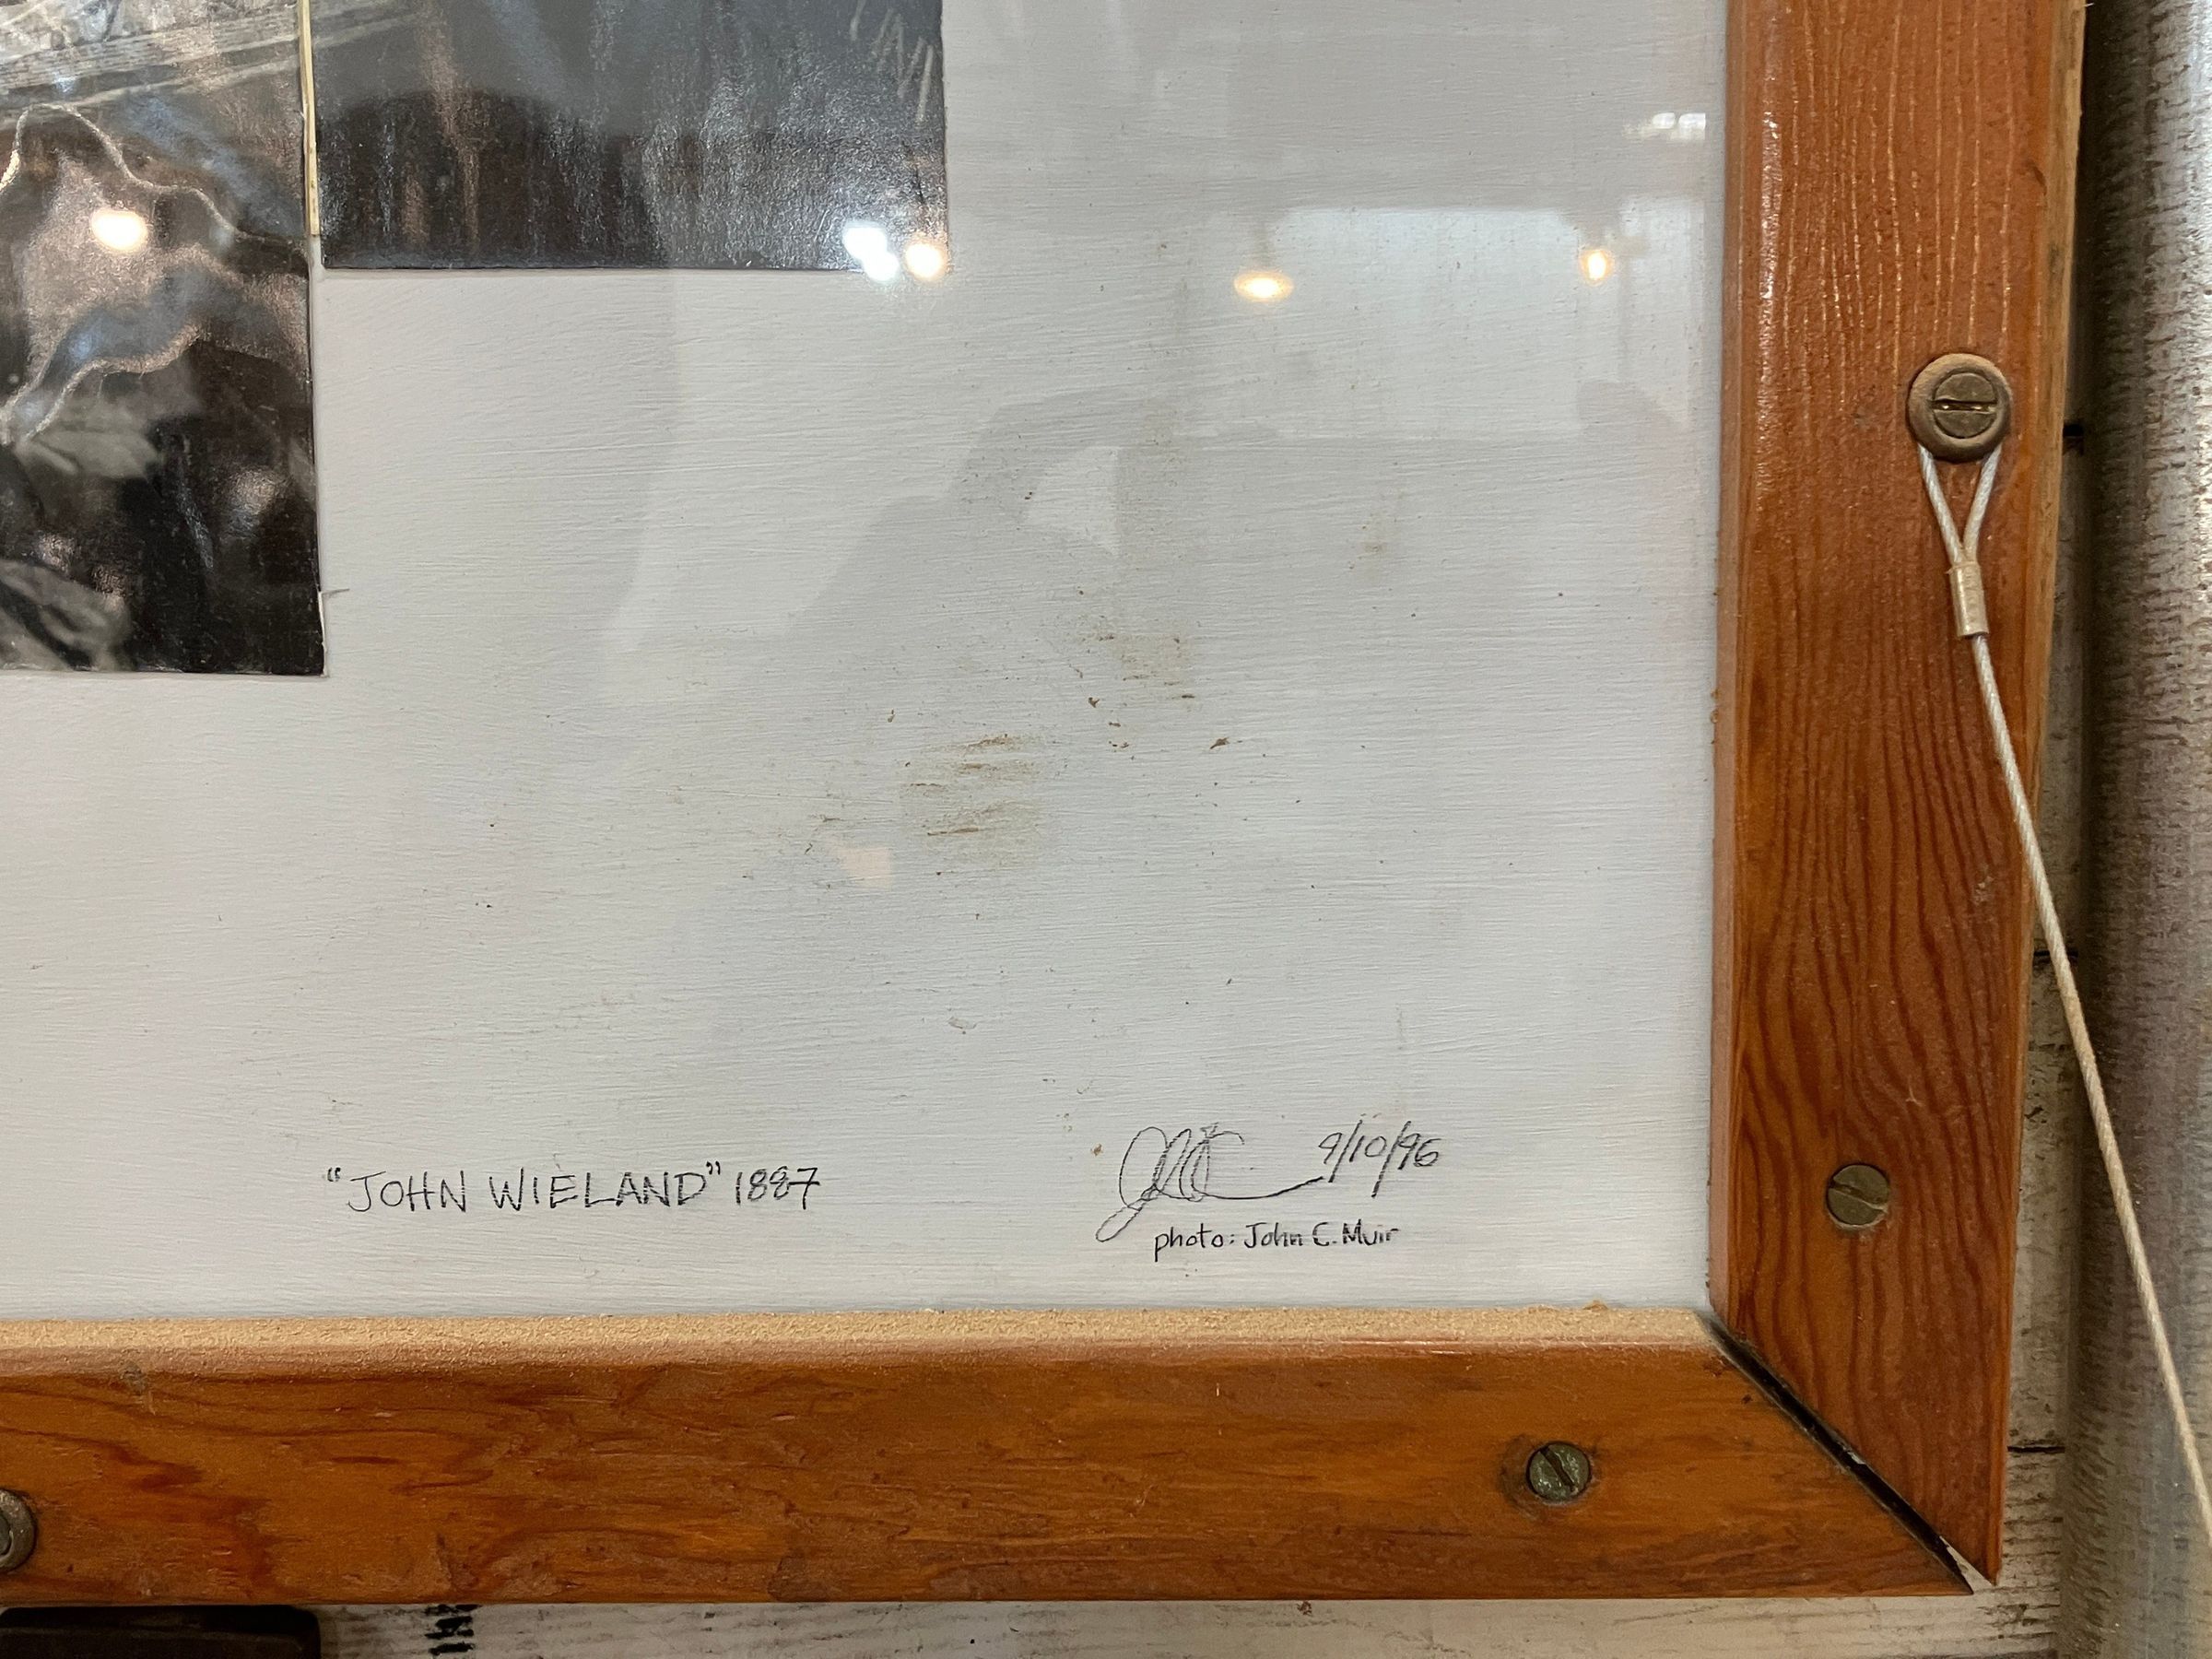 "JOHN WIELAND" 1887
9/10/96
photo: John C. Muir